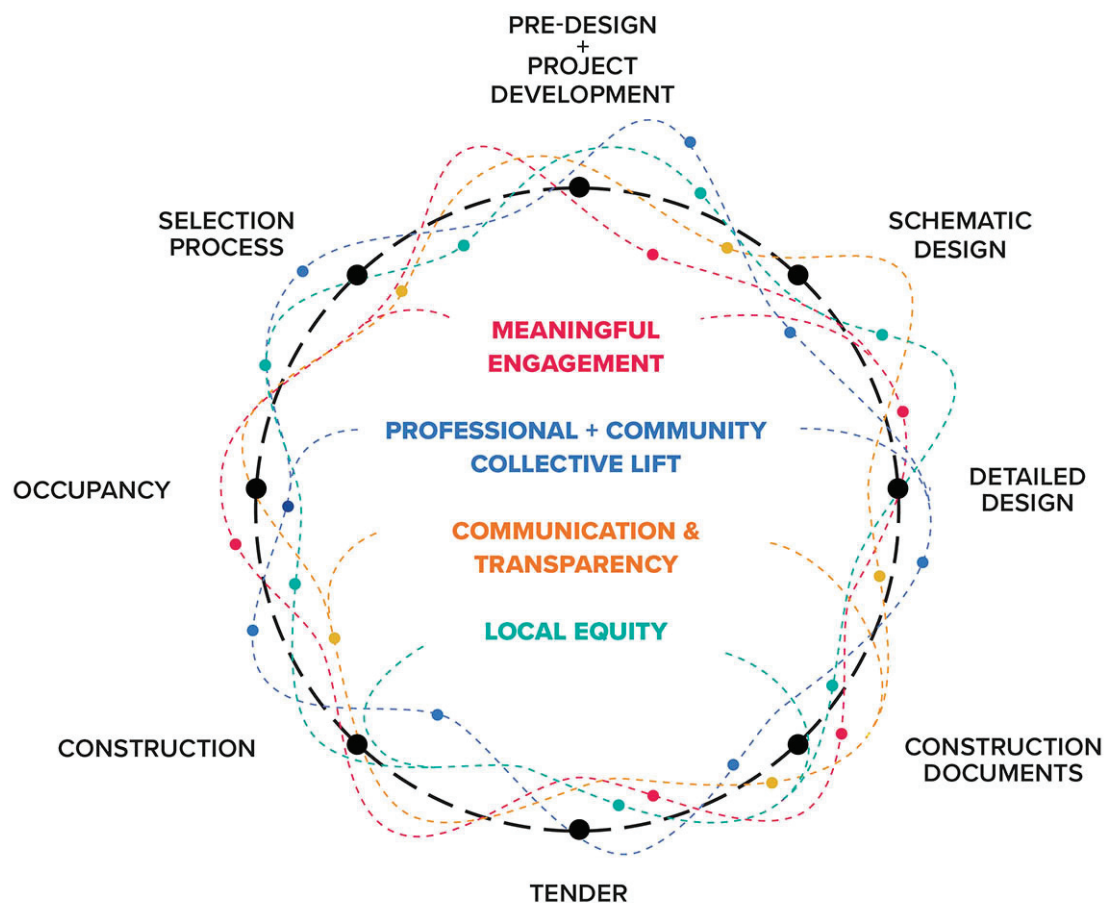 PRE-DESIGN
+
PROJECT
DEVELOPMENT
SELECTION
PROCESS
SCHEMATIC
DESIGN
MEANINGFUL
ENGAGEMENT
PROFESSIONAL + COMMUNITY
COLLECTIVE LIFT
OCCUPANCY
DETAILED
DESIGN
COMMUNICATION &
TRANSPARENCY
LOCAL EQUITY
CONSTRUCTION
CONSTRUCTION
DOCUMENTS
TENDER